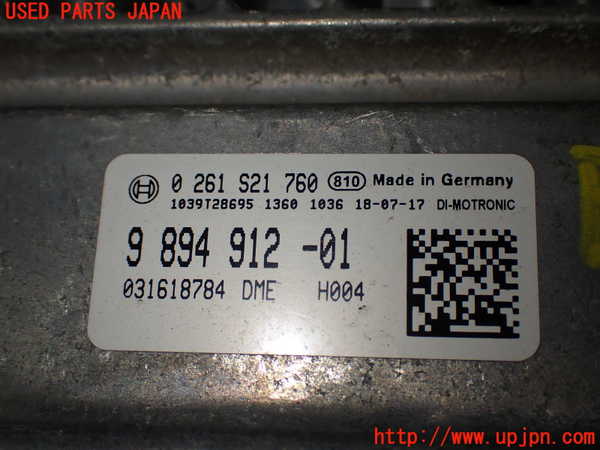 USED PARTS JAPAN
0 261 S21 760 810 Made in Germany
1039T28695 1360 1036 18-07-17 DI-MOTRONIC
9 894 912 -01
031618784 DME H004
http://www.upjpn.com/